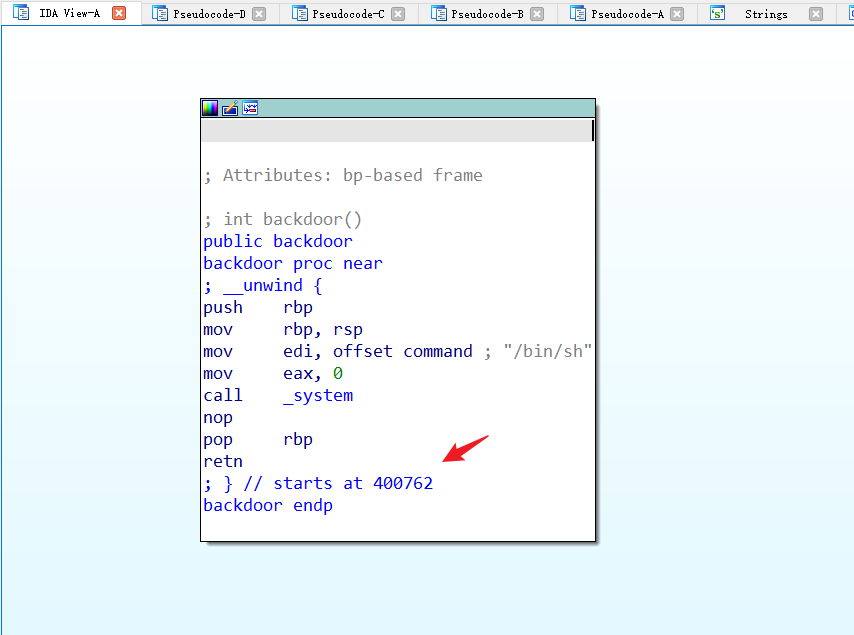 IDA View-A Pseudocode-D Pseudocode-C Pseudocode-B Pseudocode-A 's' Strings
; Attributes: bp-based frame
; int backdoor()
public backdoor
backdoor proc near
; __unwind {
push rbp
mov rbp, rsp
mov edi, offset command ; "/bin/sh"
mov eax, 0
call _system
nop
pop rbp
retn
; } // starts at 400762
backdoor endp